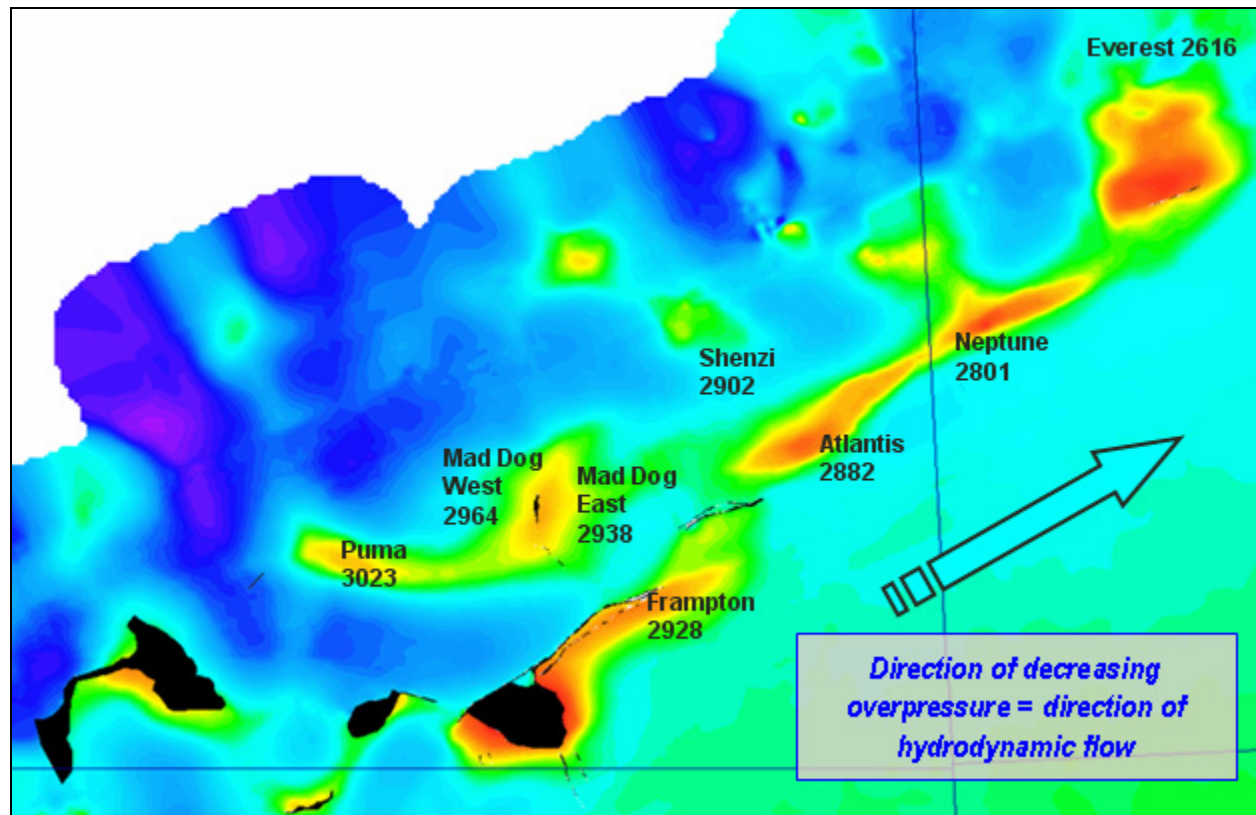 Everest 2616
Neptune
2801
Shenzi
2902
Atlantis
2882
Mad Dog
West
2964
Mad Dog
East
2938
Puma
3023
Frampton
2928
Direction of decreasing
overpressure = direction of
hydrodynamic flow